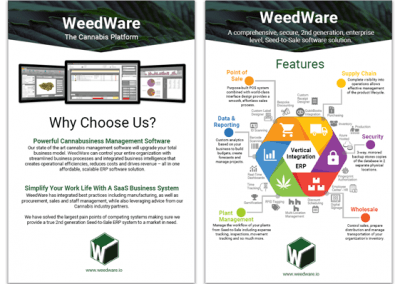 WeedWare
The Cannabis Platform
Why Choose Us?
Powerful Cannabusiness Management Software
Our state of the art cannabis management software will upgrade your total
business model. WeedWare can control your entire organization with
streamlined business processes and integrated business intelligence that
creates operational efficiencies, reduces costs and drives revenue – all in one
affordable, scalable ERP software solution.
Simplify Your Work Life With A SaaS Business System
WeedWare has integrated best practices including manufacturing, as well as
procurement, sales and staff management, while also leveraging advice from our
Cannabis industry partners.
We have solved the largest pain points of competing systems making sure we
provide a true 2nd generation Seed-to-Sale ERP system to a market in need.
W
www.weedware.io
WeedWare
A comprehensive, secure, 2nd generation, enterprise
level, Seed-to-Sale software solution.
Features
Point of
Sale
Purpose-built POS system
combined with world-class
interface design provides a
smooth, effortless sales
process.
Supply Chain
Complete visibility into
operations allows
effective management
of the product lifecycle.
Data &
Reporting
Custom analytics
based on your
business to build
budgets, create
forecasts and
manage projects.
Vertical
Integration
ERP
Security
3-way, mirrored
backup stores copies
of the database in 3
separate physical
locations.
Plant
Management
Manage the workflow of your plants
from Seed-to-Sale including expense
tracking, inspections, movement
tracking and so much more.
Wholesale
Control sales, prepare
distribution and manage
transportation of your
organization's inventory
W
www.weedware.io